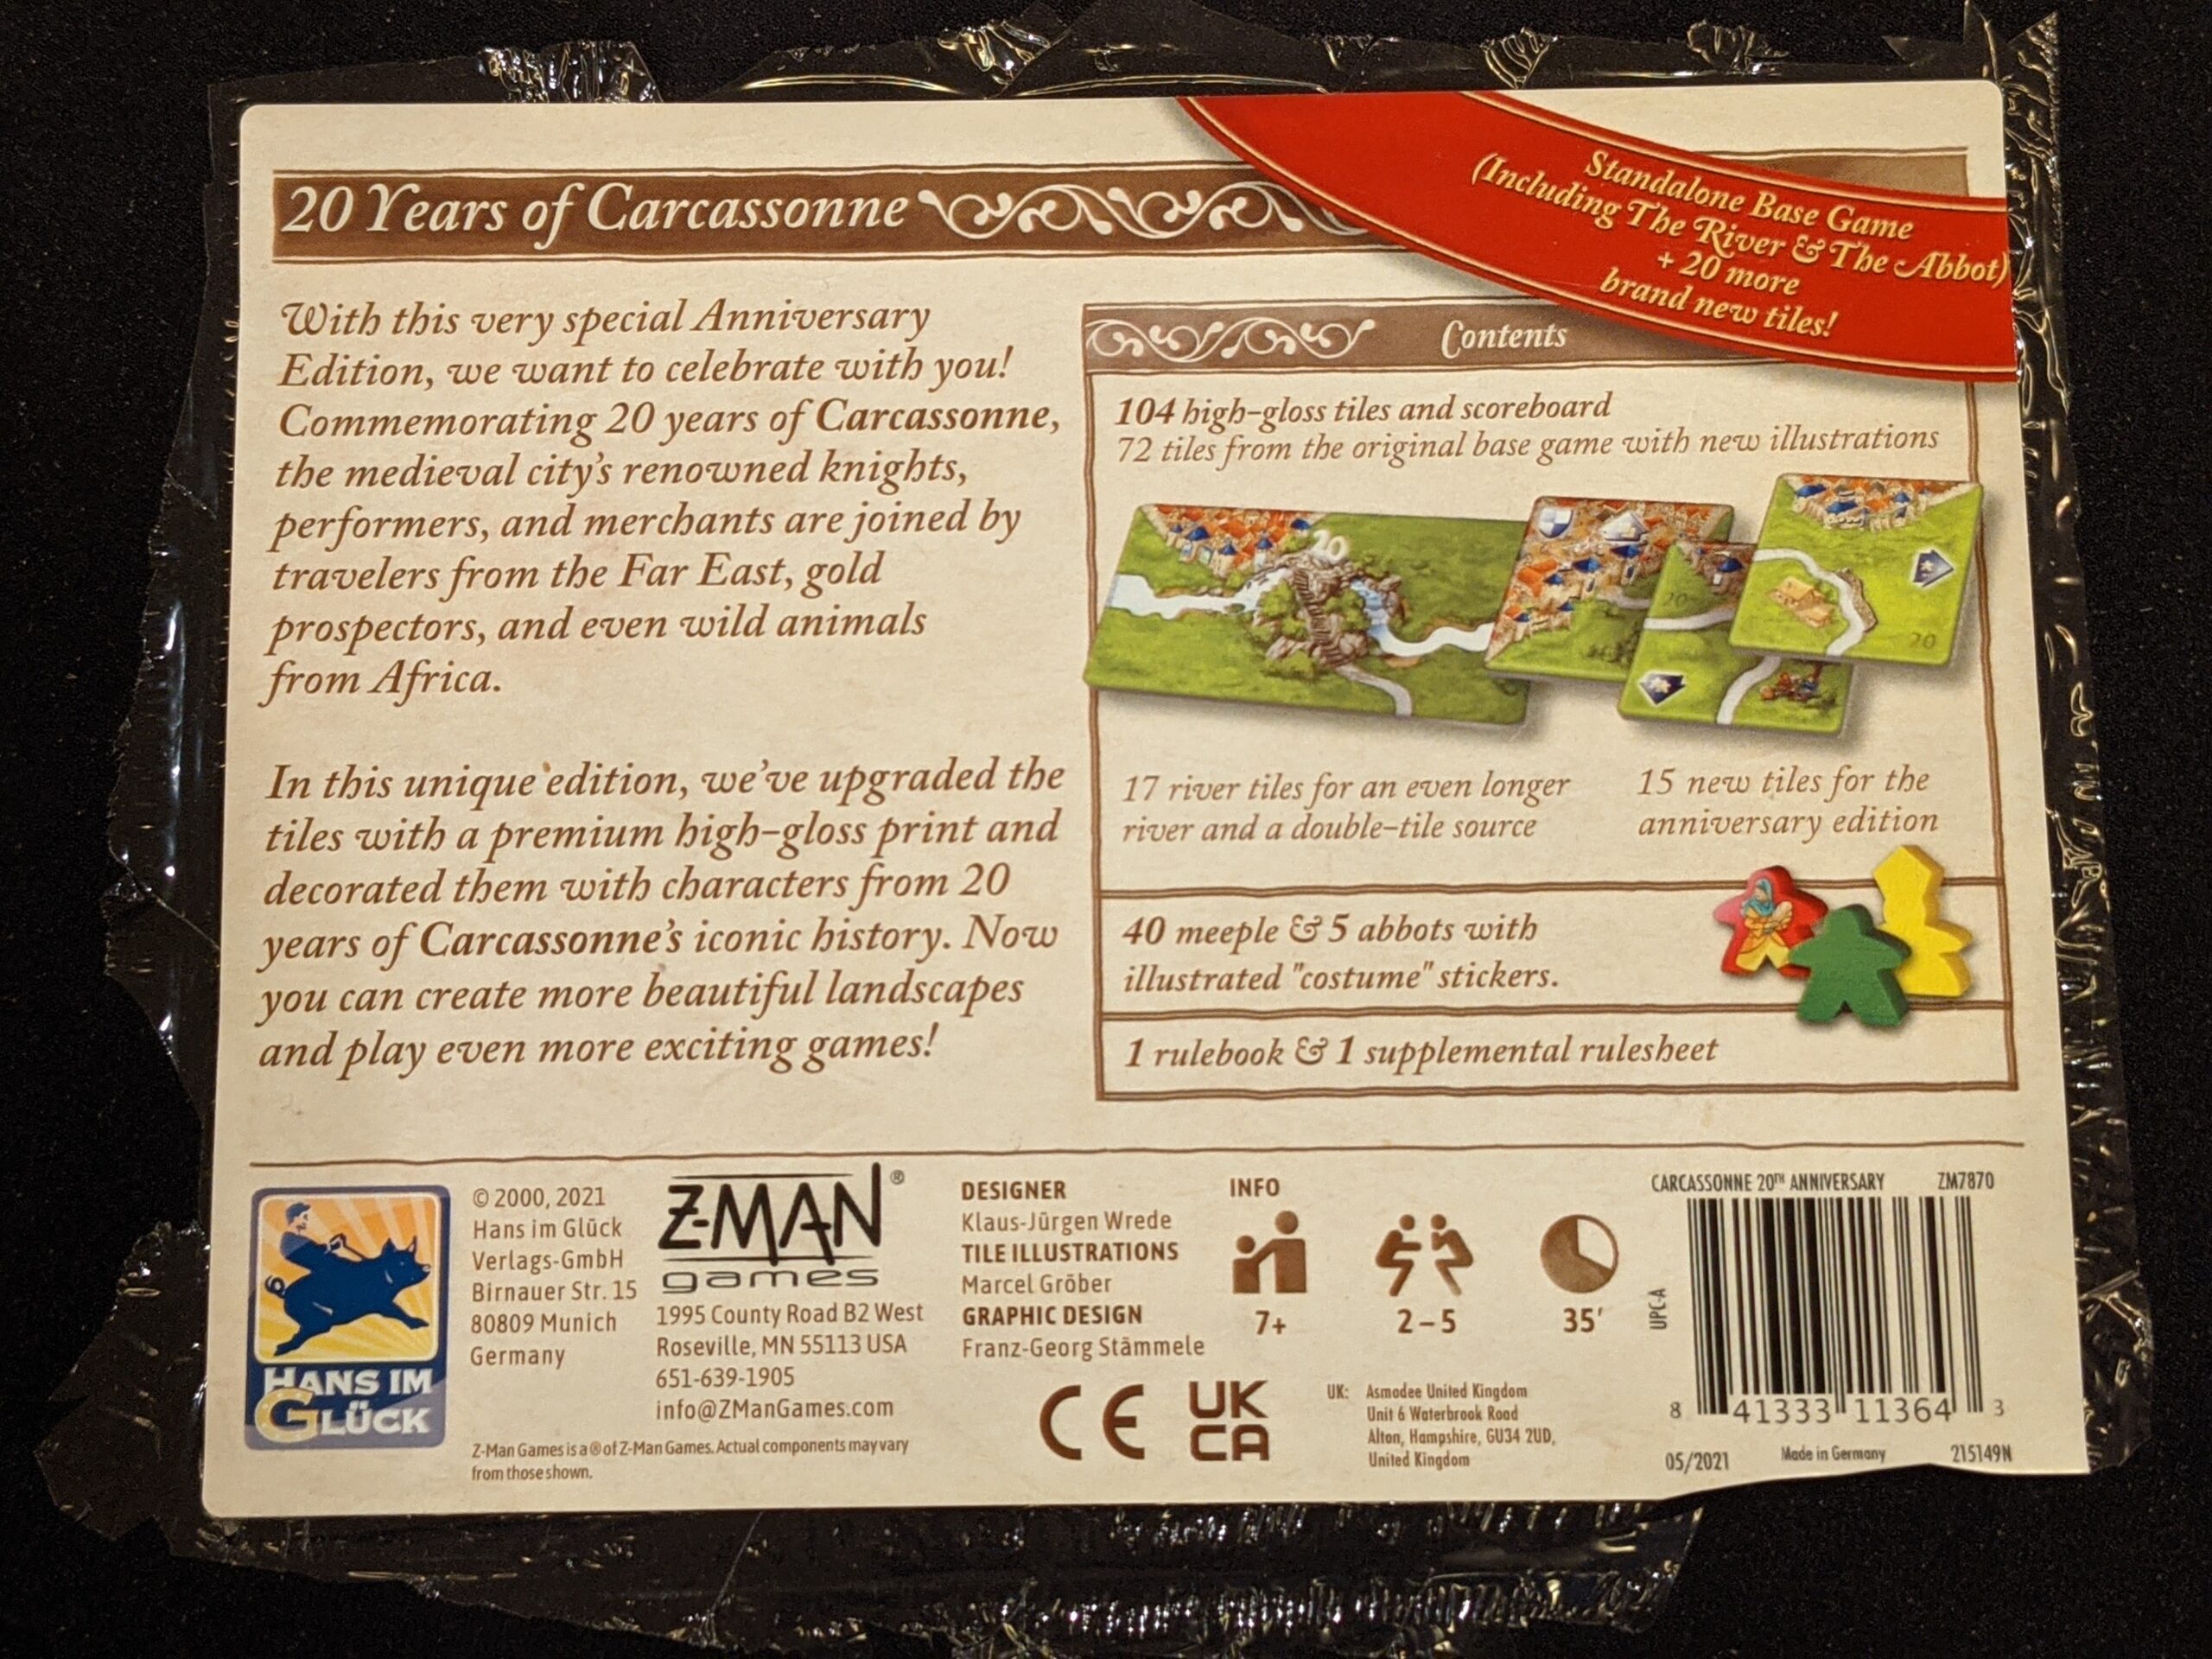 20 Years of Carcassonne
Standalone Base Game
(Including The River & The Abbot)
+ 20 more
brand new tiles!
With this very special Anniversary
Edition, we want to celebrate with you!
Commemorating 20 years of Carcassonne,
the medieval city's renowned knights,
performers, and merchants are joined by
travelers from the Far East, gold
prospectors, and even wild animals
from Africa.
In this unique edition, we've upgraded the
tiles with a premium high-gloss print and
decorated them with characters from 20
years of Carcassonne's iconic history. Now
you can create more beautiful landscapes
and play even more exciting games!
Contents
104 high-gloss tiles and scoreboard
72 tiles from the original base game with new illustrations
20
20
20
17 river tiles for an even longer
river and a double-tile source
15 new tiles for the
anniversary edition
40 meeple & 5 abbots with
illustrated "costume" stickers.
1 rulebook & 1 supplemental rulesheet
HANS IM
GLÜCK
© 2000, 2021
Hans im Glück
Verlags-GmbH
Birnauer Str. 15
80809 Munich
Germany
Z-MAN®
games
1995 County Road B2 West
Roseville, MN 55113 USA
651-639-1905
info@ZManGames.com
Z-Man Games is a ® of Z-Man Games. Actual components may vary
from those shown.
DESIGNER
Klaus-Jürgen Wrede
TILE ILLUSTRATIONS
Marcel Gröber
GRAPHIC DESIGN
Franz-Georg Stämmele
CE
UK
CA
INFO
7+
2–5
35'
UK: Asmodee United Kingdom
Unit 6 Waterbrook Road
Alton, Hampshire, GU34 2UD,
United Kingdom
CARCASSONNE 20TH ANNIVERSARY ZM7870
UPC-A
8 41333 11364 3
05/2021 Made in Germany 215149N